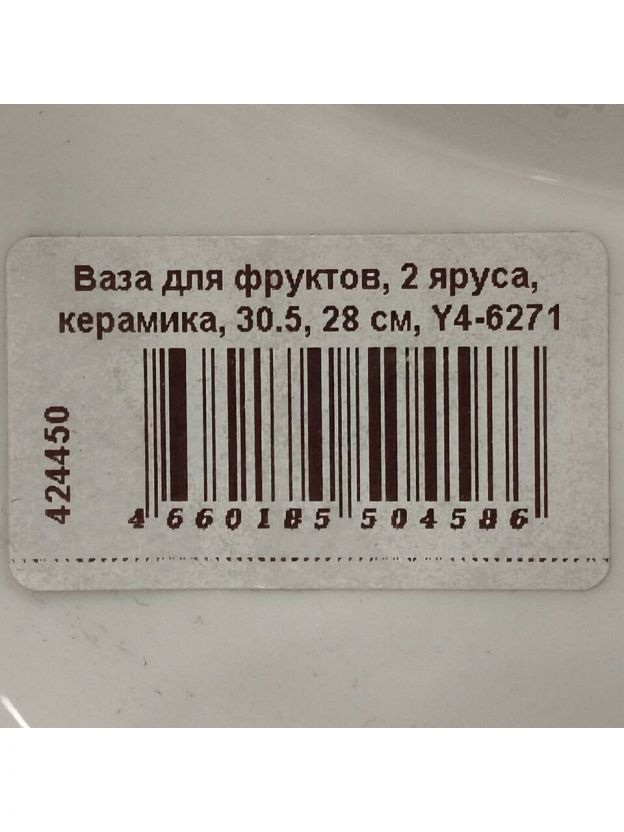 Ваза для фруктов, 2 яруса,
керамика, 30.5, 28 см, Y4-6271
424450
4 660185 504586